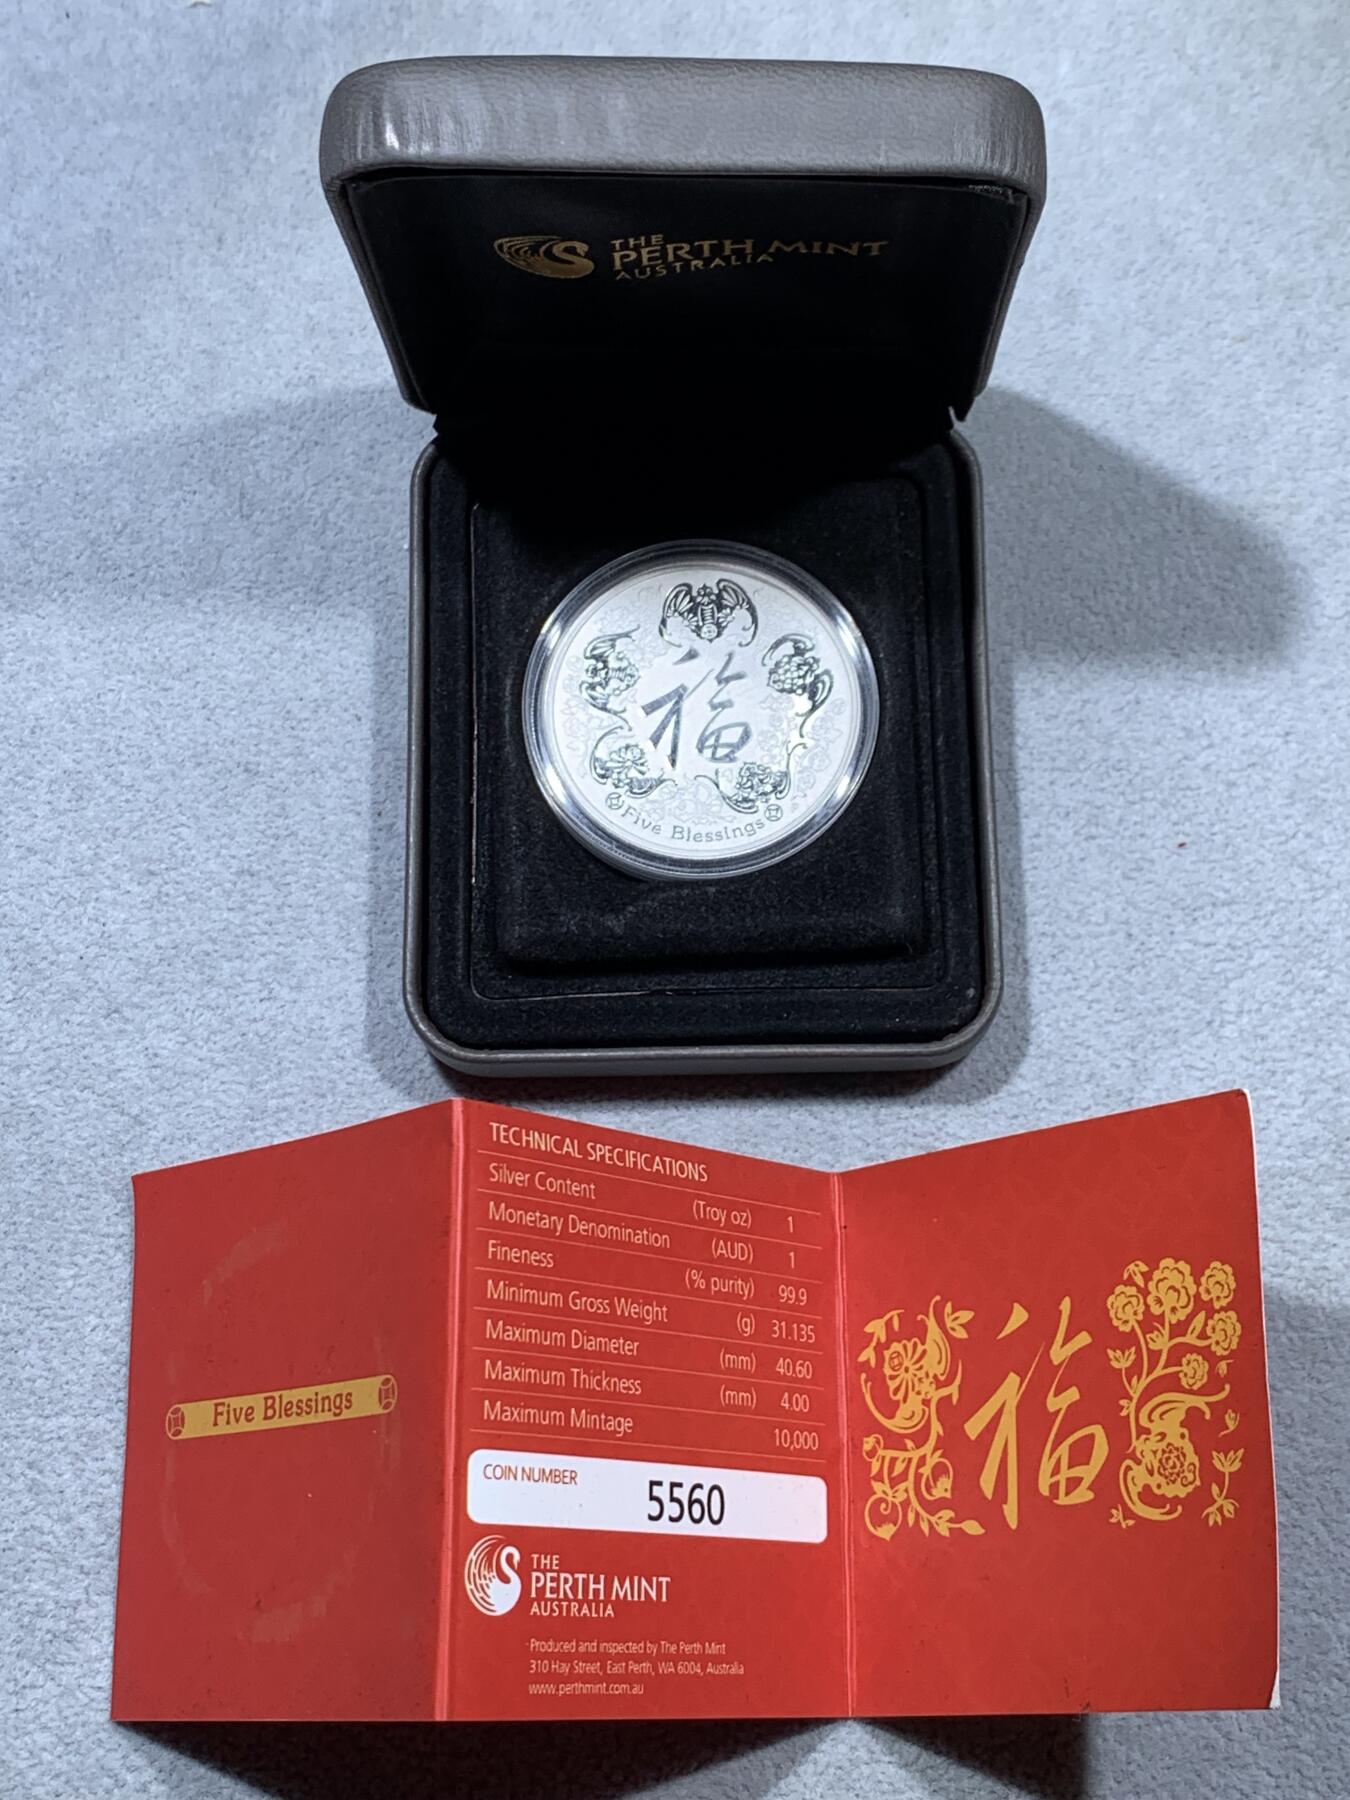 THE
PERTH MINT
AUSTRALIA
福
Five Blessings
TECHNICAL SPECIFICATIONS
Silver Content (Troy oz) 1
Monetary Denomination (AUD) 1
Fineness (% purity) 99.9
Minimum Gross Weight (g) 31.135
Maximum Diameter (mm) 40.60
Maximum Thickness (mm) 4.00
Maximum Mintage 10,000
COIN NUMBER 5560
THE
PERTH MINT
AUSTRALIA
Produced and inspected by The Perth Mint
310 Hay Street, East Perth, WA 6004, Australia
www.perthmint.com.au
Five Blessings
福